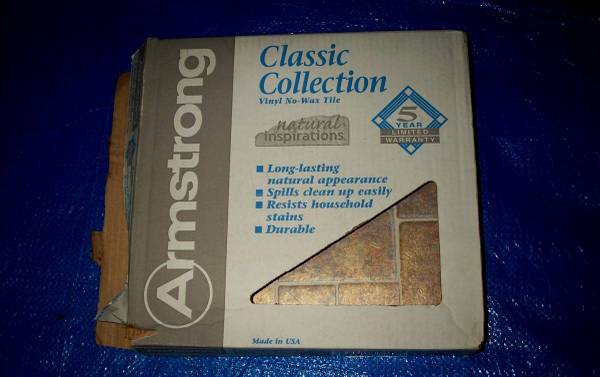 Armstrong
Classic
Collection
Vinyl No-Wax Tile
natural
inspirations
5
YEAR
LIMITED
WARRANTY
■ Long-lasting
natural appearance
■ Spills clean up easily
■ Resists household
stains
■ Durable
Made in USA